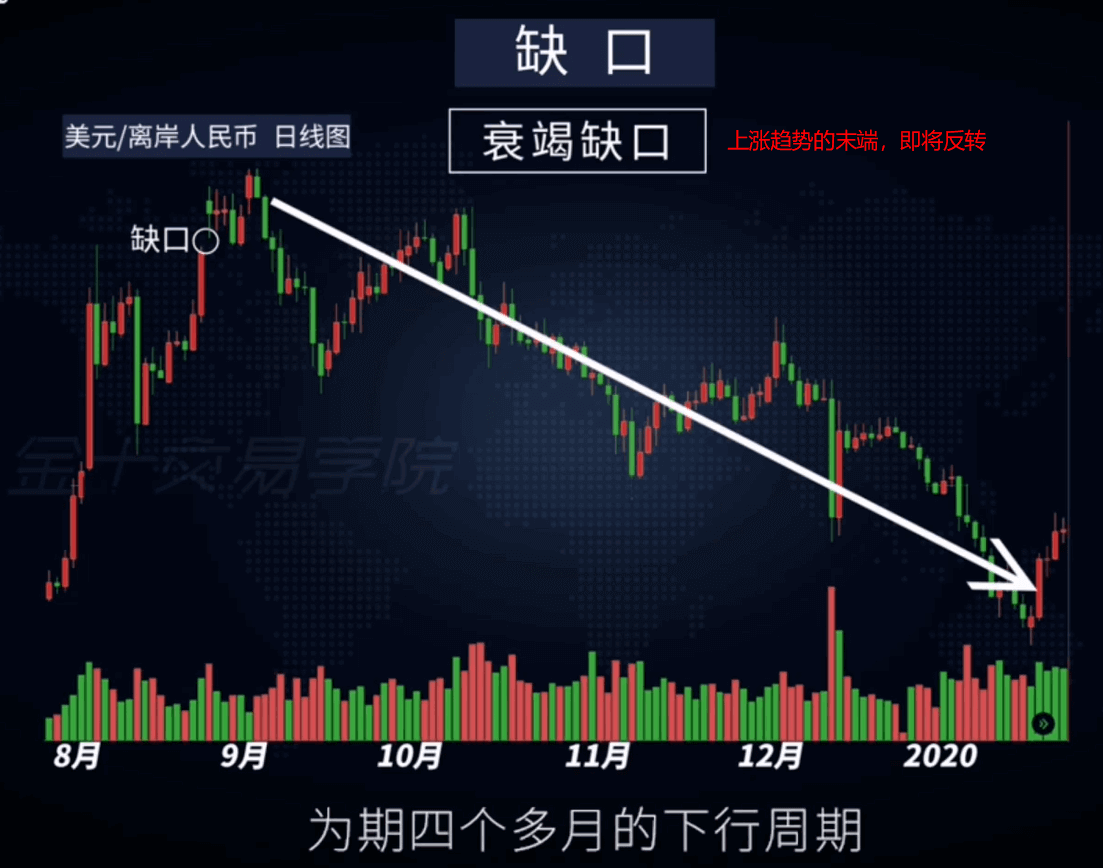 缺 口
美元/离岸人民币 日线图
衰竭缺口
上涨趋势的末端，即将反转
缺口
金十交易学院
8月 9月 10月 11月 12月 2020
为期四个多月的下行周期